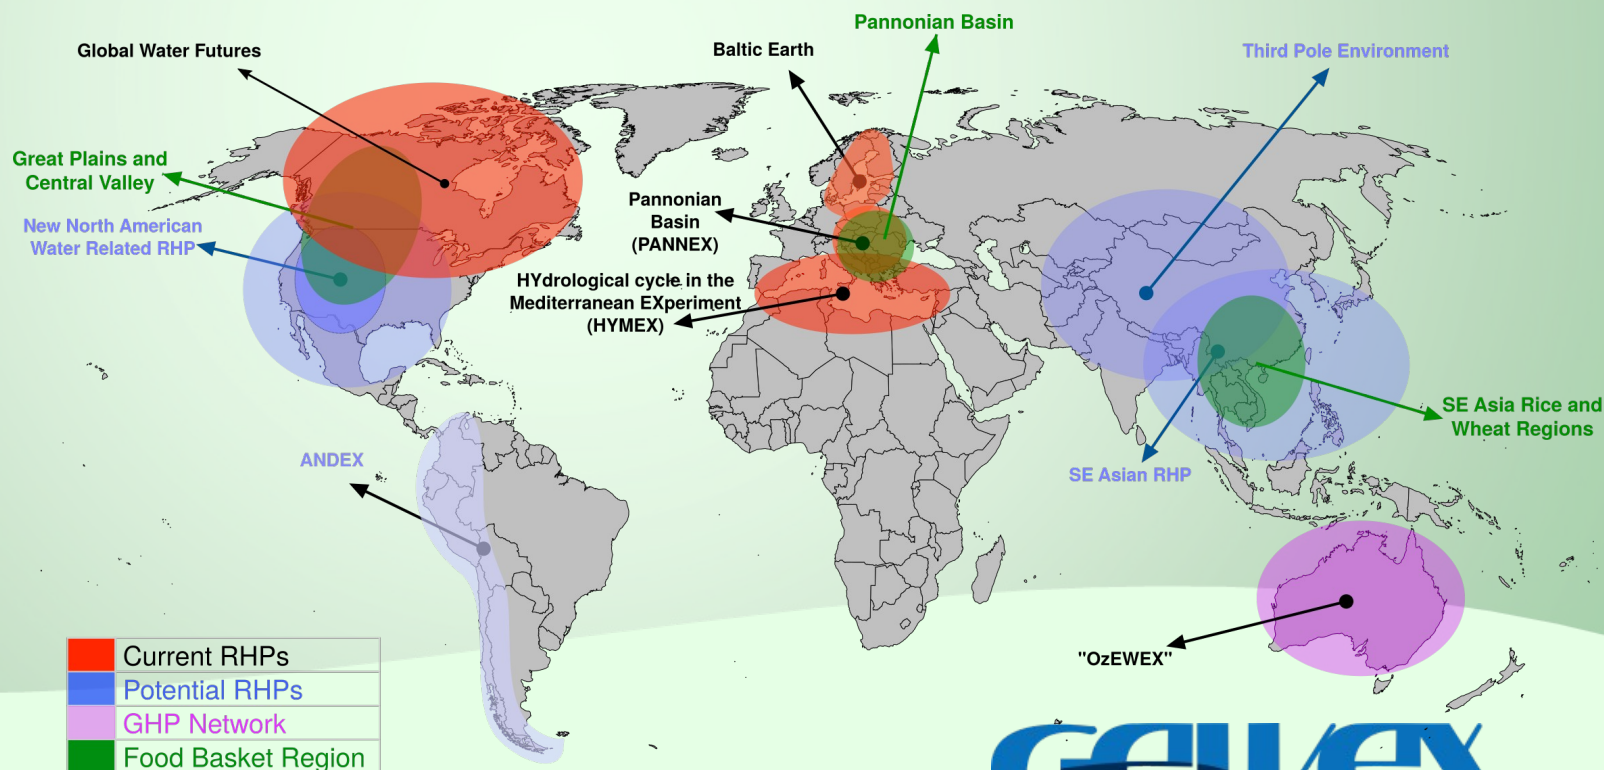 Pannonian Basin
Global Water Futures
Baltic Earth
Third Pole Environment
Great Plains and
Central Valley
New North American
Water Related RHP
Pannonian
Basin
(PANNEX)
HYdrological cycle in the
Mediterranean EXperiment
(HYMEX)
SE Asia Rice and
Wheat Regions
ANDEX
SE Asian RHP
"OzEWEX"
Current RHPs
Potential RHPs
GHP Network
Food Basket Region